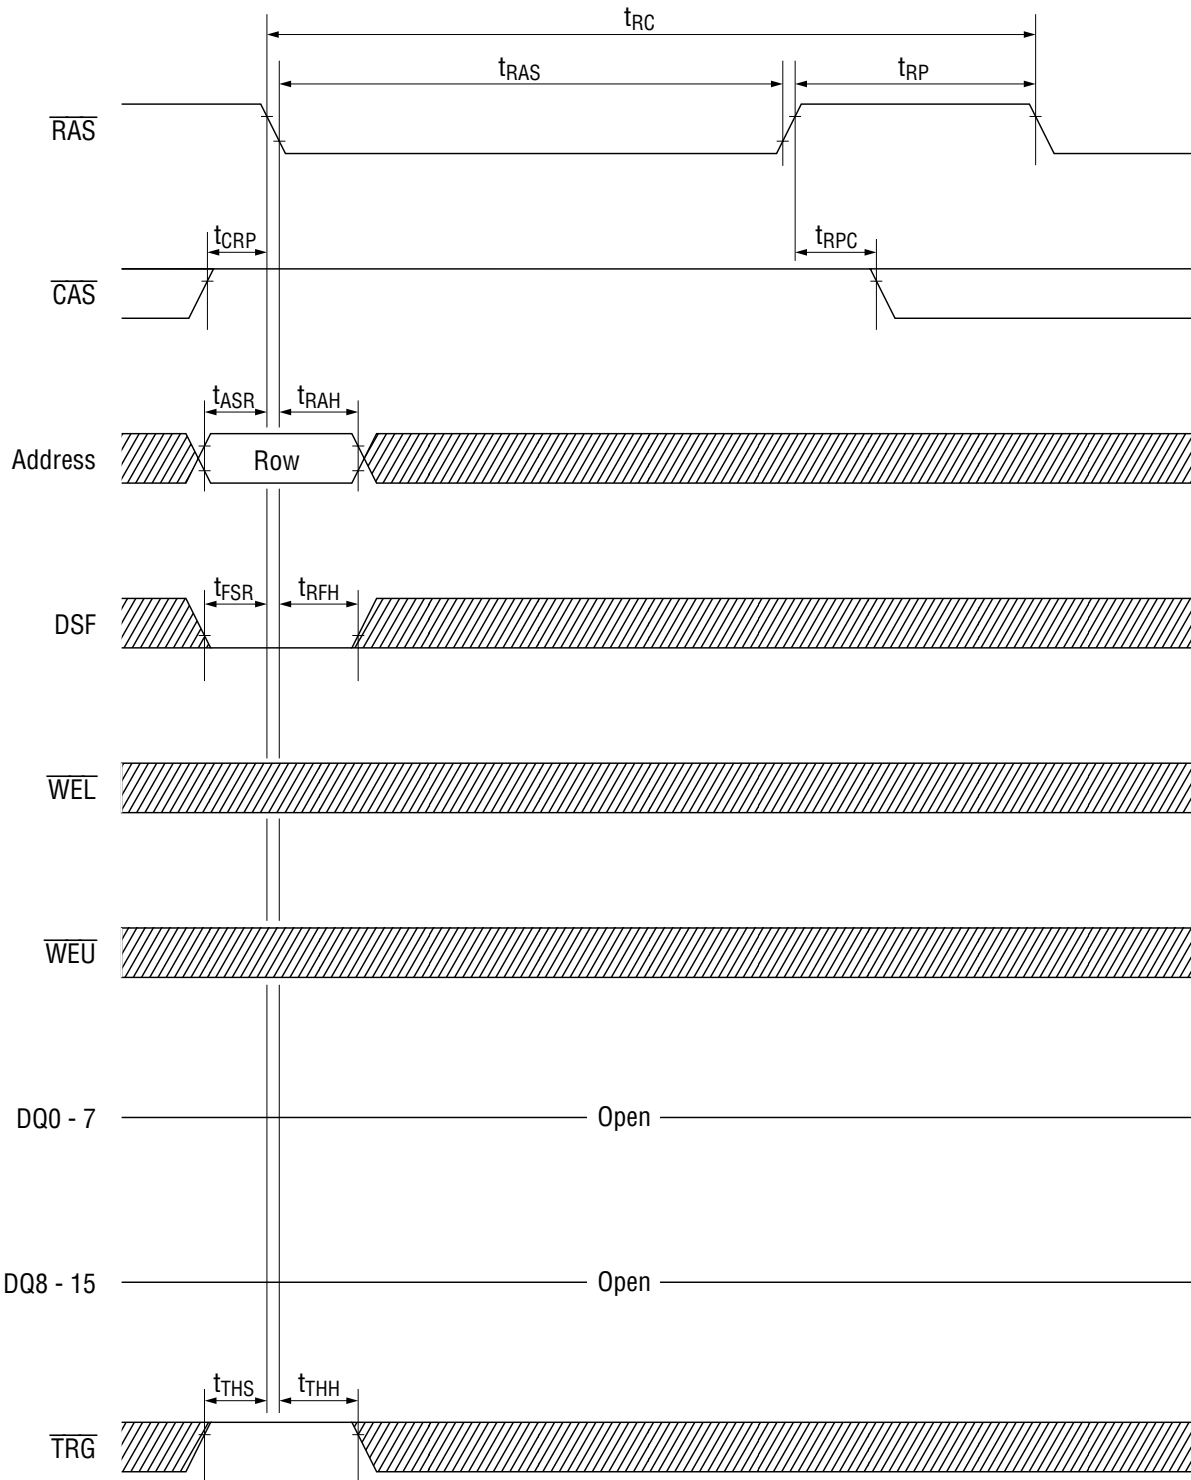 tRC
tRAS tRP
RAS
tCRP tRPC
CAS
tASR tRAH
Address Row
tFSR tRFH
DSF
WEL
WEU
DQ0 - 7 Open
DQ8 - 15 Open
tTHS tTHH
TRG